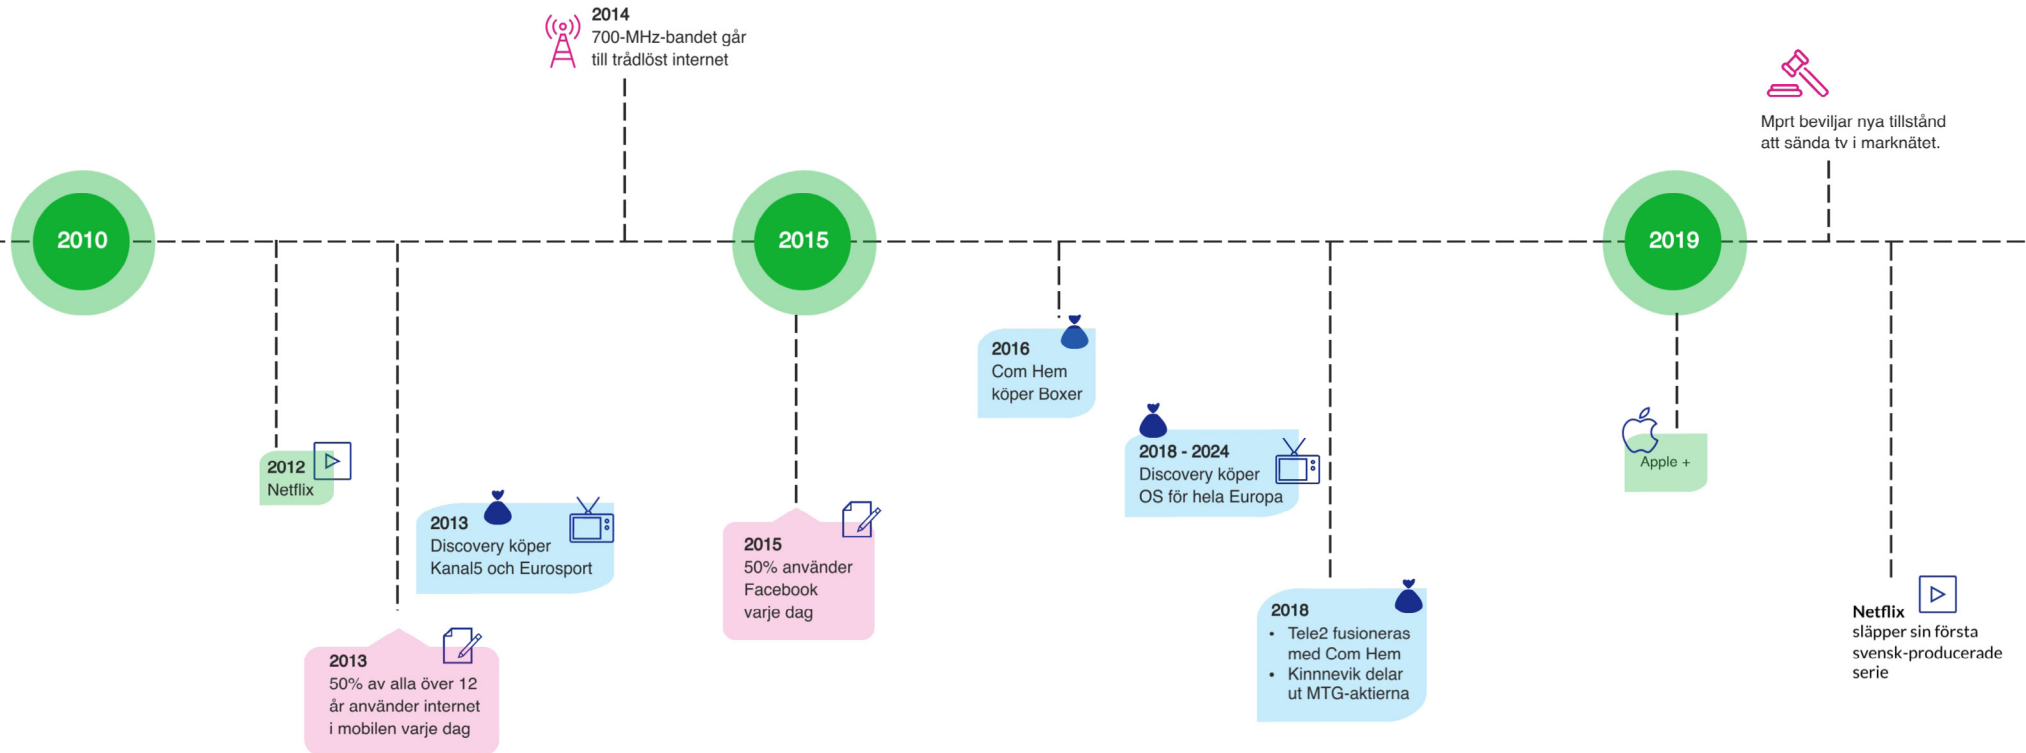 2014
700-MHz-bandet går
till trådlöst internet
Mprt beviljar nya tillstånd
att sända tv i marknätet.
2010
2015
2019
2012
Netflix
2013
Discovery köper
Kanal5 och Eurosport
2013
50% av alla över 12
år använder internet
i mobilen varje dag
2015
50% använder
Facebook
varje dag
2016
Com Hem
köper Boxer
2018 - 2024
Discovery köper
OS för hela Europa
2018
• Tele2 fusioneras
med Com Hem
• Kinnnevik delar
ut MTG-aktierna
Apple +
Netflix
släpper sin första
svensk-producerade
serie